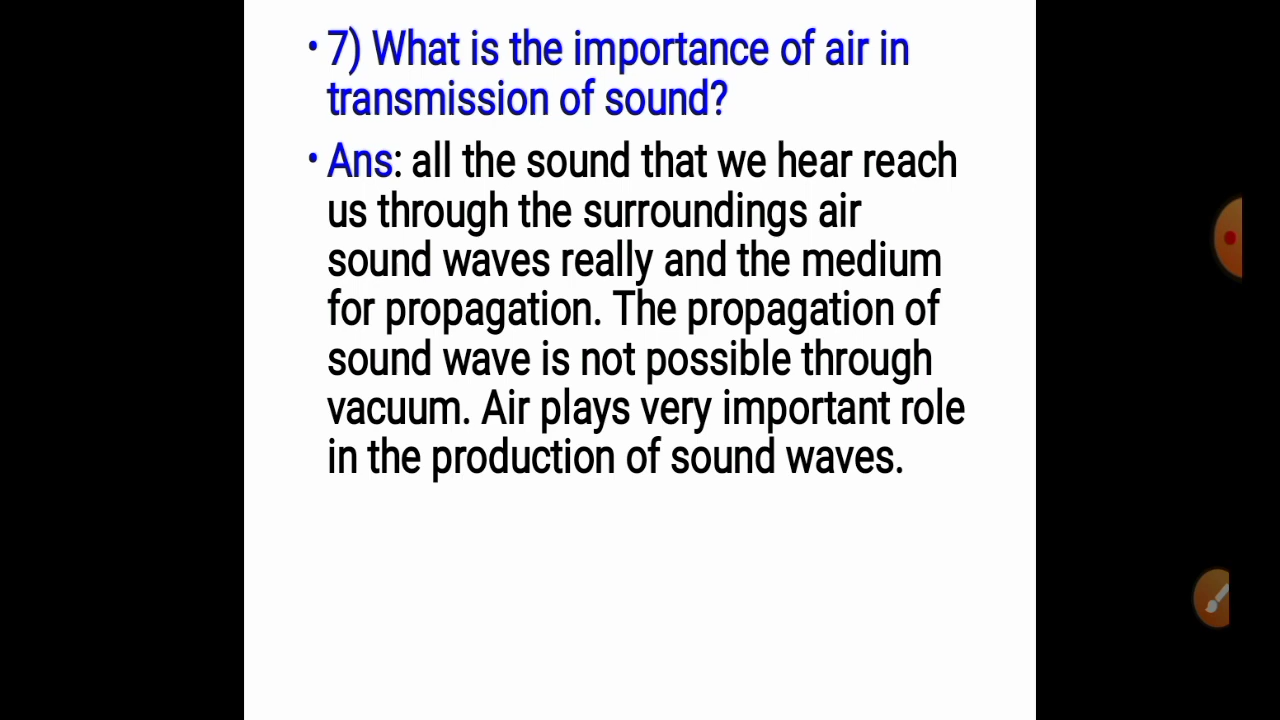 • 7) What is the importance of air in
transmission of sound?
• Ans: all the sound that we hear reach
us through the surroundings air
sound waves really and the medium
for propagation. The propagation of
sound wave is not possible through
vacuum. Air plays very important role
in the production of sound waves.